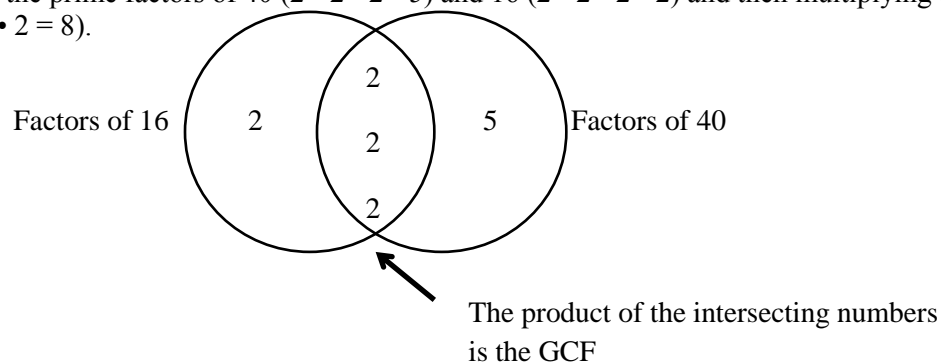 the prime factors of 40 (2 • 2 • 2 • 5) and 16 (2 • 2 • 2 • 2) and then multiplying
• 2 = 8).
2
Factors of 16 2 5 Factors of 40
2
2
The product of the intersecting numbers
is the GCF